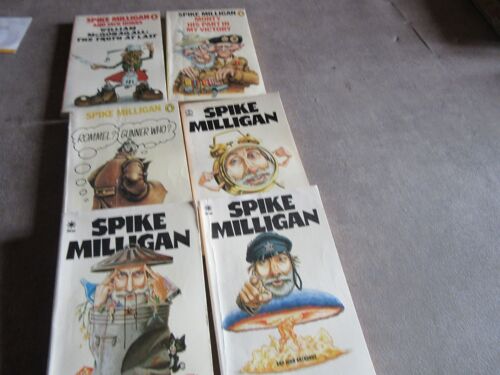 SPIKE MILLIGAN
AND JACK HOBBS
WILLIAM
McGONAGALL:
THE TRUTH AT LAST
SPIKE MILLIGAN
MONTY
HIS PART IN
MY VICTORY
SPIKE MILLIGAN
ROMMEL?
GUNNER WHO?
SPIKE
MILLIGAN
SPIKE
MILLIGAN
SPIKE
MILLIGAN